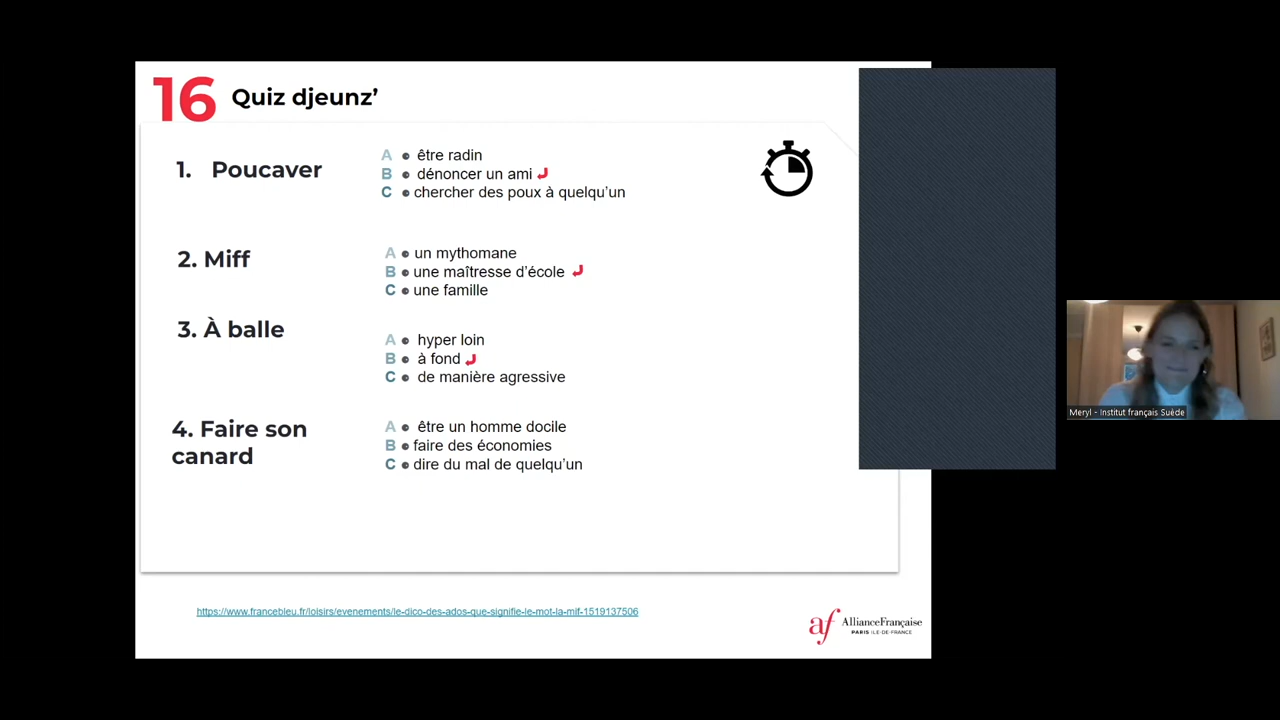 16 Quiz djeunz’
1. Poucaver
A être radin
B dénoncer un ami
C chercher des poux à quelqu’un
2. Miff
A un mythomane
B une maîtresse d’école
C une famille
3. À balle
A hyper loin
B à fond
C de manière agressive
4. Faire son
canard
A être un homme docile
B faire des économies
C dire du mal de quelqu’un
https://www.francebleu.fr/loisirs/evenements/le-dico-des-ados-que-signifie-le-mot-la-mif-1519137506
af AllianceFrançaise
PARIS ILE-DE-FRANCE
Meryl - Institut français Suède